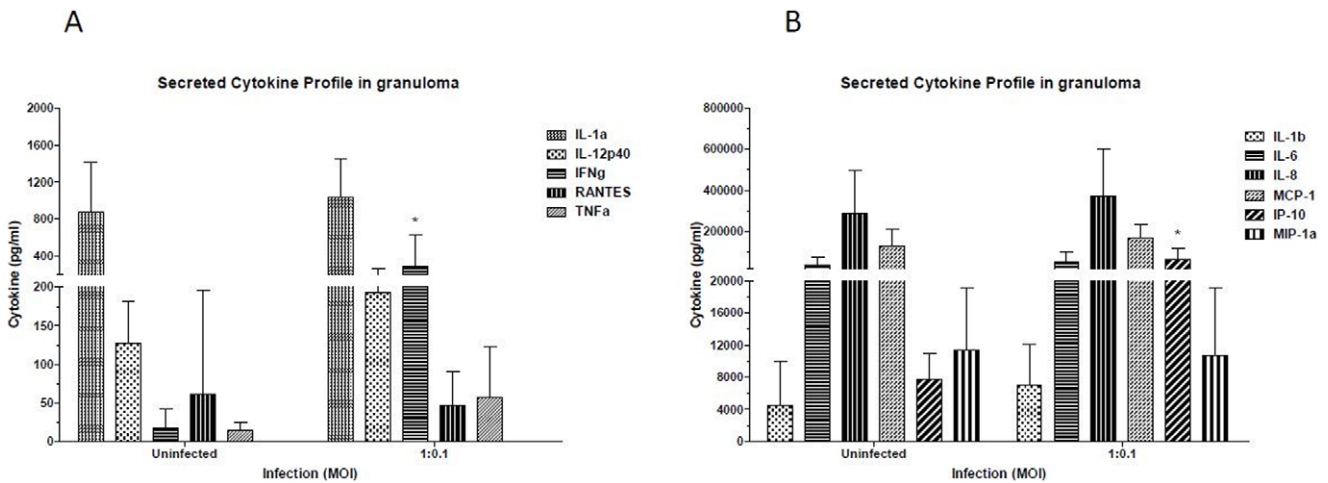 A
Secreted Cytokine Profile in granuloma
Cytokine (pg/ml)
2000
1600
1200
800
400
200
150
100
50
0
Uninfected
1:0.1
Infection (MOI)
*
IL-1a
IL-12p40
IFNg
RANTES
TNFa
B
Secreted Cytokine Profile in granuloma
Cytokine (pg/ml)
800000
600000
400000
200000
20000
16000
12000
8000
4000
0
Uninfected
1:0.1
Infection (MOI)
*
IL-1b
IL-6
IL-8
MCP-1
IP-10
MIP-1a